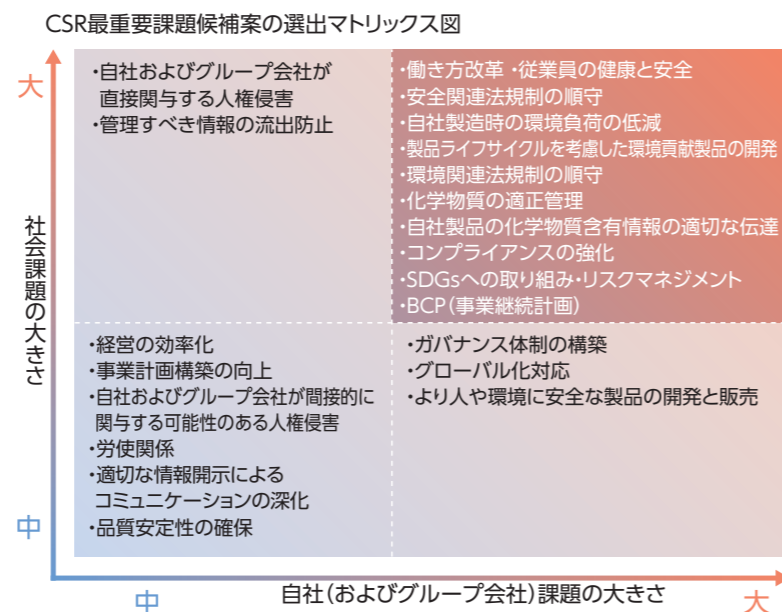 CSR最重要課題候補案の選出マトリックス図
大
社会課題の大きさ
中
・自社およびグループ会社が
直接関与する人権侵害
・管理すべき情報の流出防止
・働き方改革 ・従業員の健康と安全
・安全関連法規制の順守
・自社製造時の環境負荷の低減
・製品ライフサイクルを考慮した環境貢献製品の開発
・環境関連法規制の順守
・化学物質の適正管理
・自社製品の化学物質含有情報の適切な伝達
・コンプライアンスの強化
・SDGsへの取り組み・リスクマネジメント
・BCP（事業継続計画）
・経営の効率化
・事業計画構築の向上
・自社およびグループ会社が間接的に
関与する可能性のある人権侵害
・労使関係
・適切な情報開示による
コミュニケーションの深化
・品質安定性の確保
・ガバナンス体制の構築
・グローバル化対応
・より人や環境に安全な製品の開発と販売
中
自社（およびグループ会社）課題の大きさ
大